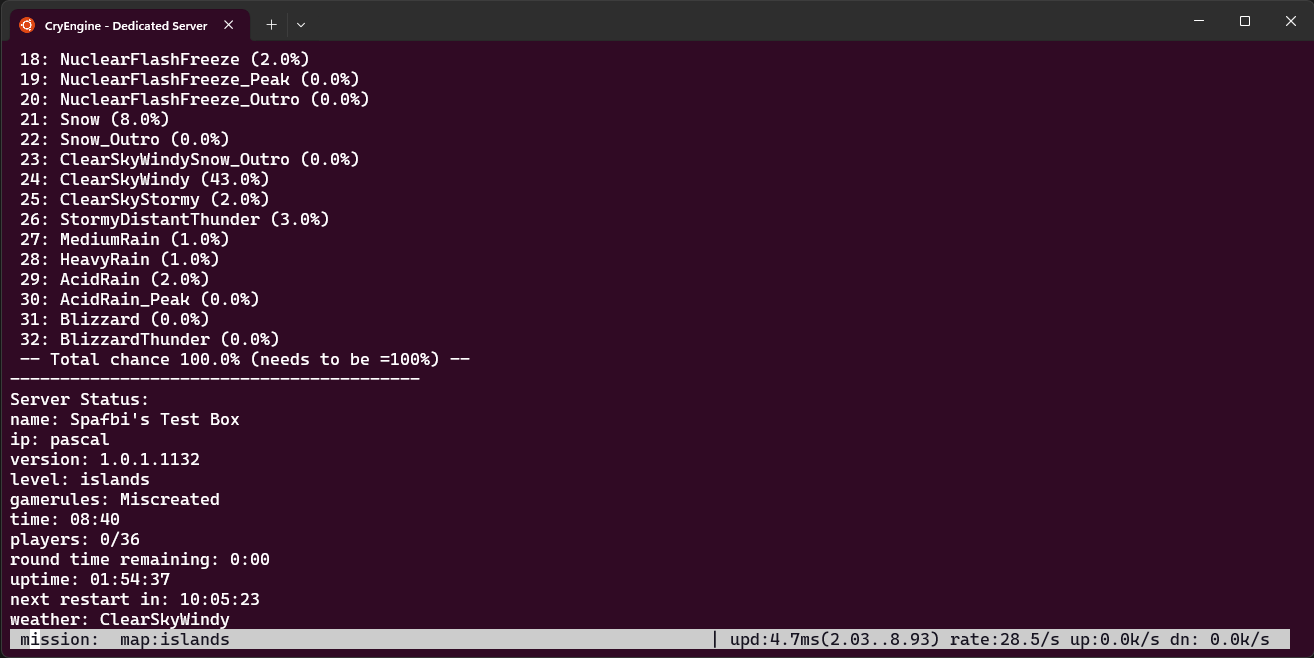 CryEngine - Dedicated Server
18: NuclearFlashFreeze (2.0%)
19: NuclearFlashFreeze_Peak (0.0%)
20: NuclearFlashFreeze_Outro (0.0%)
21: Snow (8.0%)
22: Snow_Outro (0.0%)
23: ClearSkyWindySnow_Outro (0.0%)
24: ClearSkyWindy (43.0%)
25: ClearSkyStormy (2.0%)
26: StormyDistantThunder (3.0%)
27: MediumRain (1.0%)
28: HeavyRain (1.0%)
29: AcidRain (2.0%)
30: AcidRain_Peak (0.0%)
31: Blizzard (0.0%)
32: BlizzardThunder (0.0%)
-- Total chance 100.0% (needs to be =100%) --
-----------------------------------------
Server Status:
name: Spafbi's Test Box
ip: pascal
version: 1.0.1.1132
level: islands
gamerules: Miscreated
time: 08:40
players: 0/36
round time remaining: 0:00
uptime: 01:54:37
next restart in: 10:05:23
weather: ClearSkyWindy
mission:  map:islands | upd:4.7ms(2.03..8.93) rate:28.5/s up:0.0k/s dn: 0.0k/s